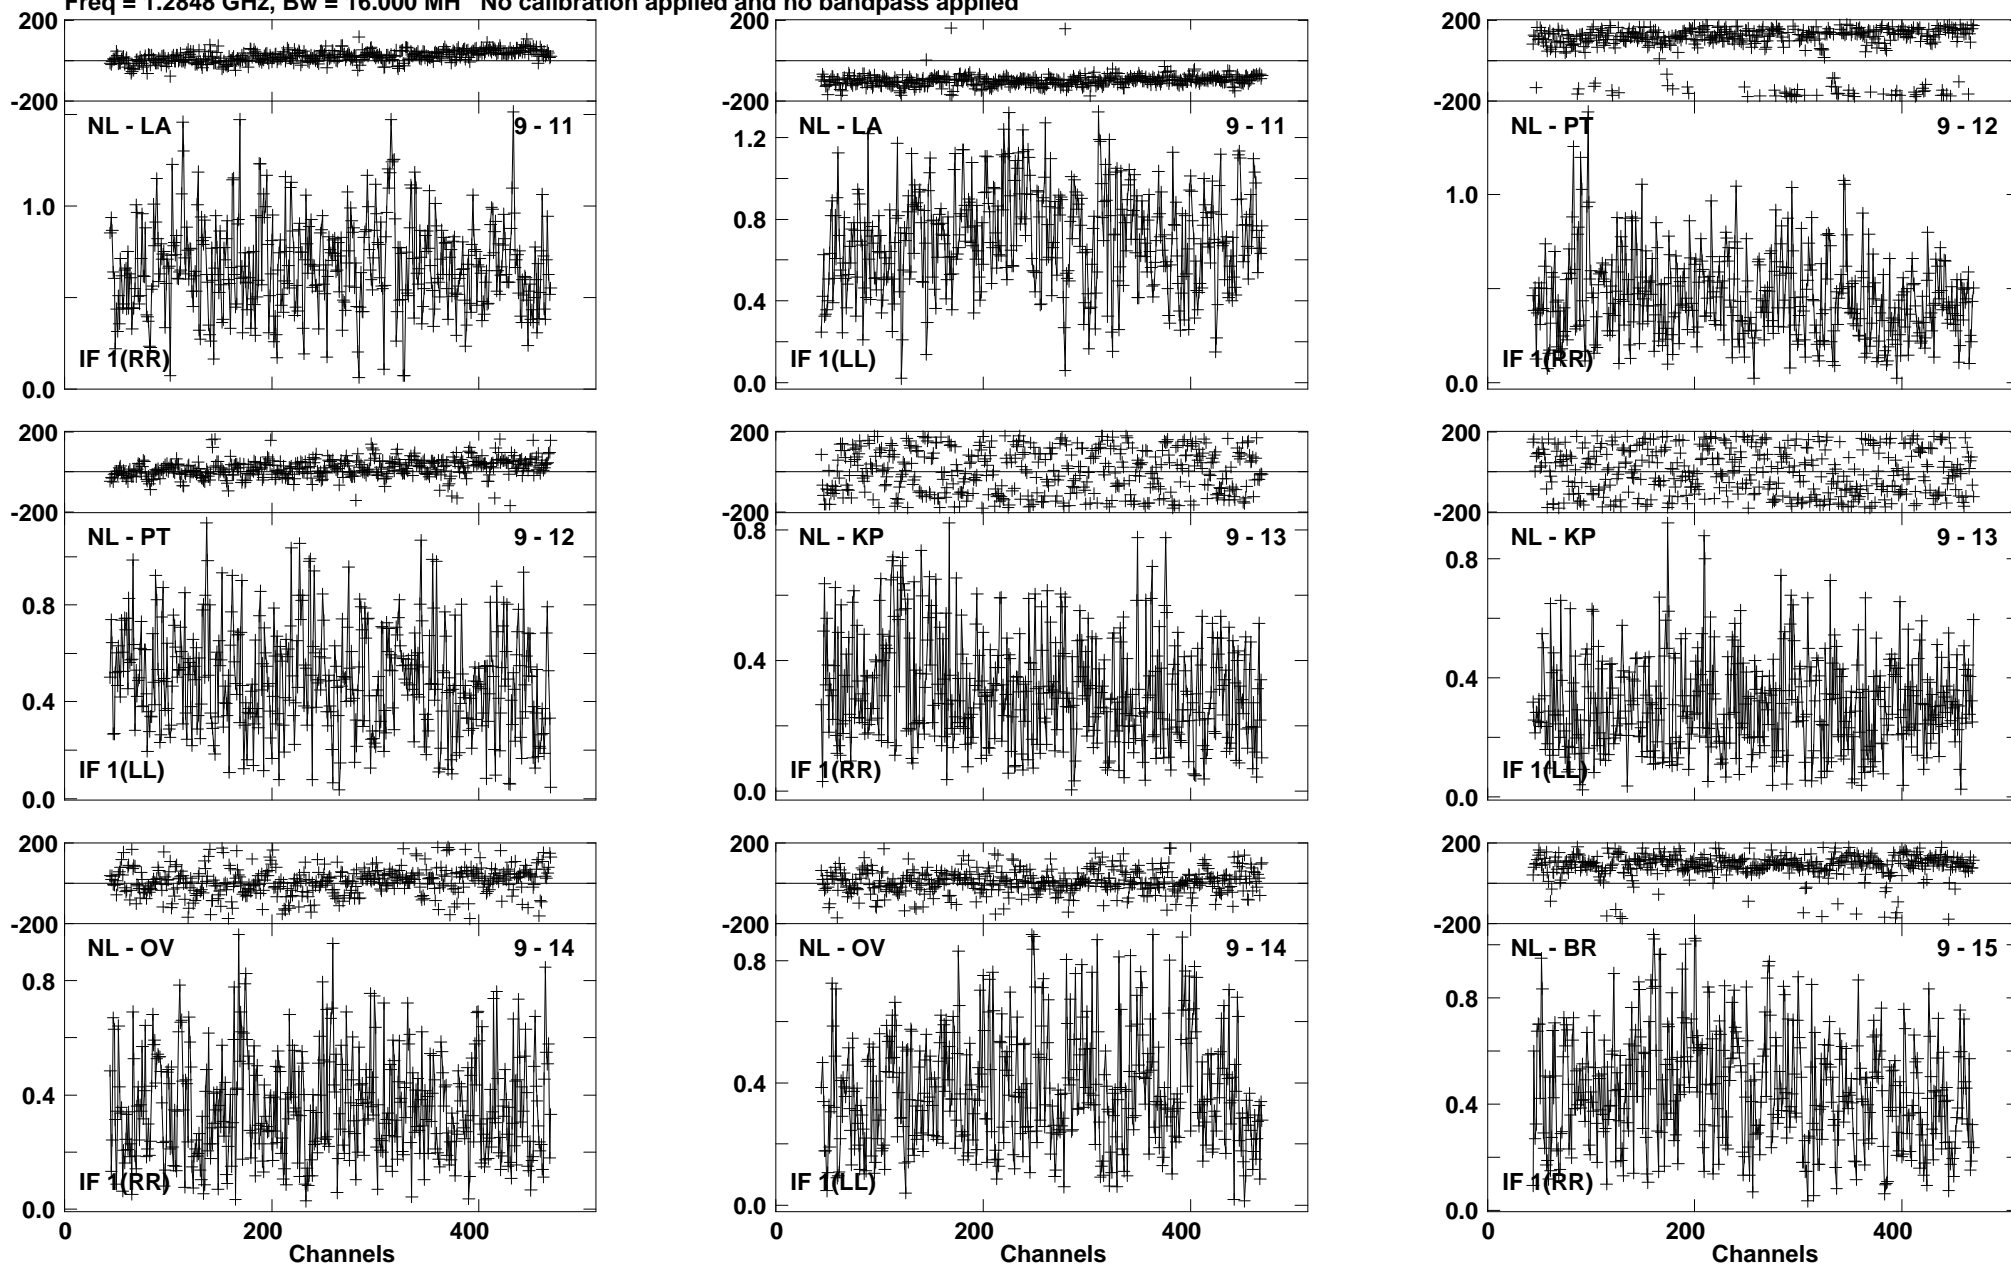 Freq = 1.2848 GHz, Bw = 16.000 MH No calibration applied and no bandpass applied
200
-200
NL - LA 9 - 11
1.0
IF 1(RR)
0.0
200
-200
NL - LA 9 - 11
1.2
0.8
0.4
IF 1(LL)
0.0
200
-200
NL - PT 9 - 12
1.0
IF 1(RR)
0.0
200
-200
NL - PT 9 - 12
0.8
0.4
IF 1(LL)
0.0
200
-200
0.8
NL - KP 9 - 13
0.4
IF 1(RR)
0.0
200
-200
NL - KP 9 - 13
0.8
0.4
IF 1(LL)
0.0
200
-200
NL - OV 9 - 14
0.8
0.4
IF 1(RR)
0.0
0 200 400
Channels
200
-200
NL - OV 9 - 14
0.8
0.4
IF 1(LL)
0.0
0 200 400
Channels
200
-200
NL - BR 9 - 15
0.8
0.4
IF 1(RR)
0.0
0 200 400
Channels